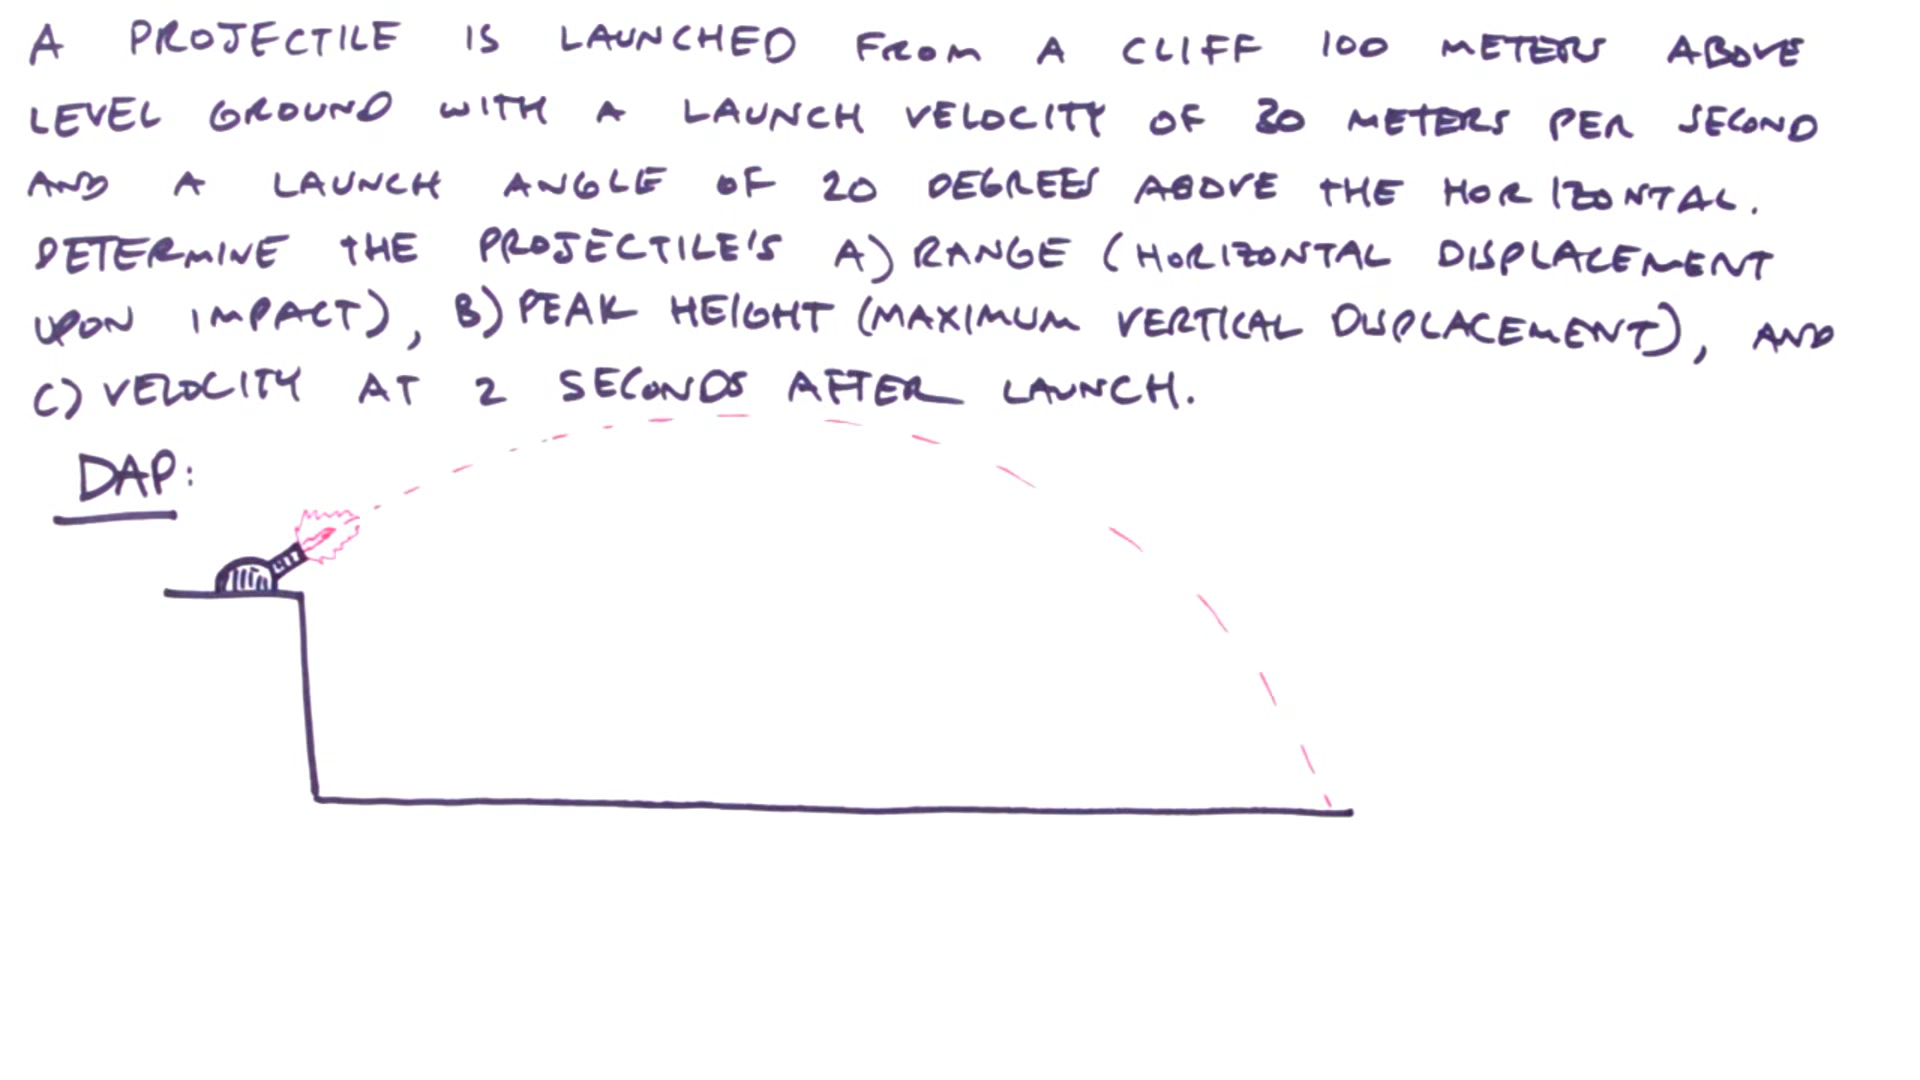 A PROJECTILE IS LAUNCHED FROM A CLIFF 100 METERS ABOVE
LEVEL GROUND WITH A LAUNCH VELOCITY OF 30 METERS PER SECOND
AND A LAUNCH ANGLE OF 20 DEGREES ABOVE THE HORIZONTAL.
DETERMINE THE PROJECTILE'S A) RANGE (HORIZONTAL DISPLACEMENT
UPON IMPACT), B) PEAK HEIGHT (MAXIMUM VERTICAL DISPLACEMENT), AND
C) VELOCITY AT 2 SECONDS AFTER LAUNCH.
DAP: